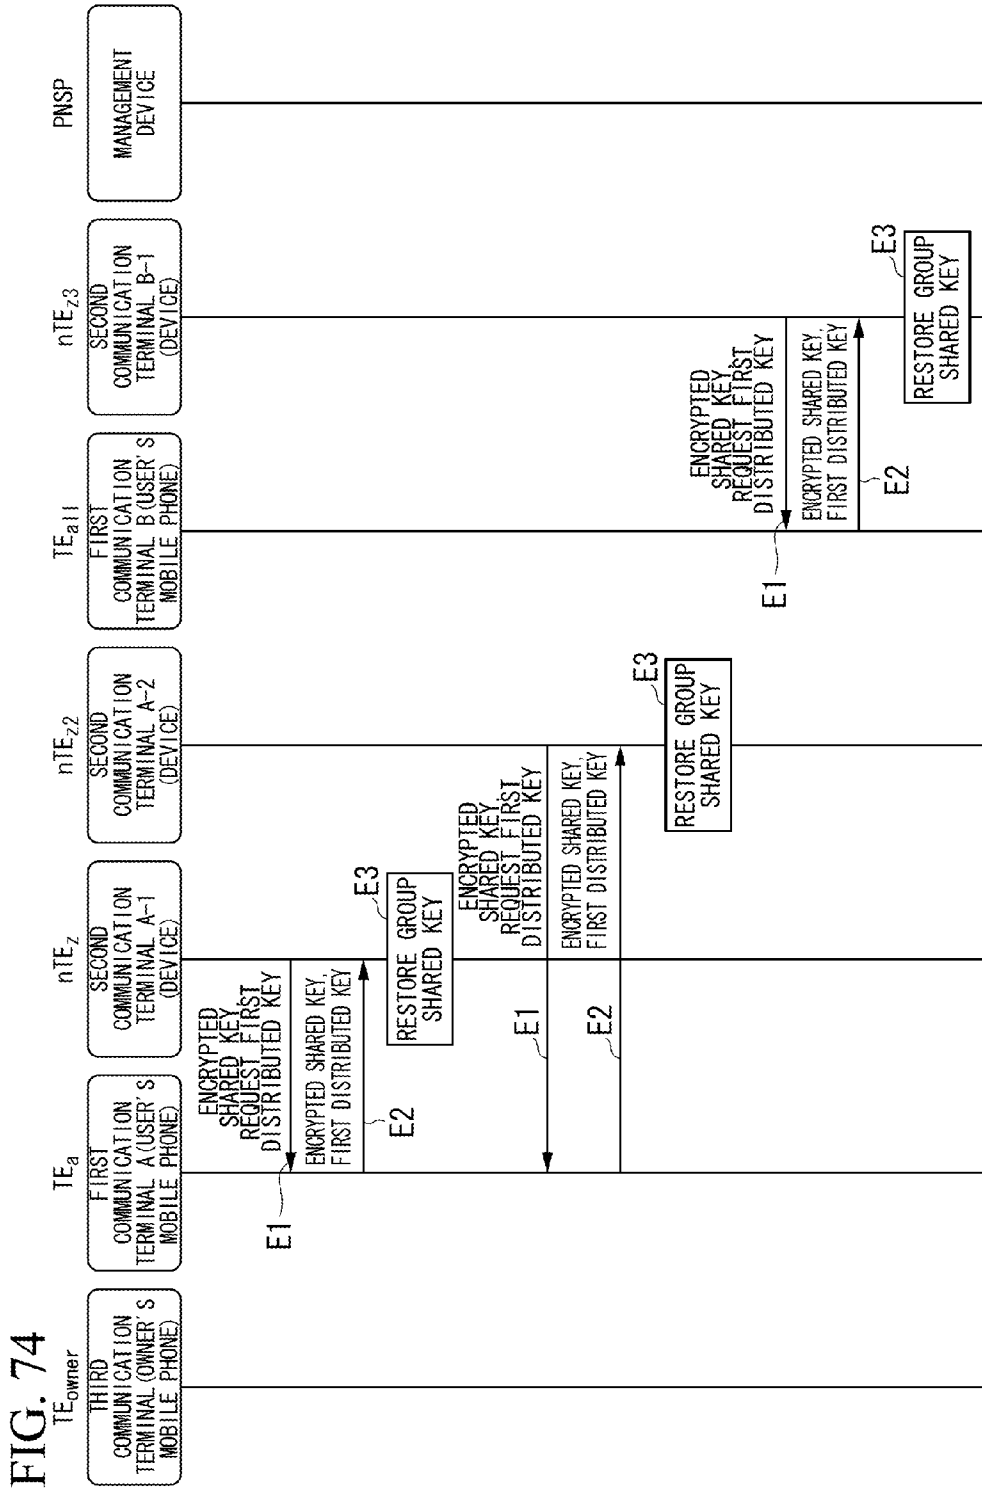 FIG. 74
TEowner
THIRD
COMMUNICATION
TERMINAL (OWNER'S
MOBILE PHONE)
TEa
FIRST
COMMUNICATION
TERMINAL A(USER'S
MOBILE PHONE)
nTEz
SECOND
COMMUNICATION
TERMINAL A-1
(DEVICE)
nTEz2
SECOND
COMMUNICATION
TERMINAL A-2
(DEVICE)
TEall
FIRST
COMMUNICATION
TERMINAL B(USER'S
MOBILE PHONE)
nTEz3
SECOND
COMMUNICATION
TERMINAL B-1
(DEVICE)
PNSP
MANAGEMENT
DEVICE
ENCRYPTED
SHARED KEY,
REQUEST FIRST
DISTRIBUTED KEY
E1
ENCRYPTED SHARED KEY,
FIRST DISTRIBUTED KEY
E2
E3
RESTORE GROUP
SHARED KEY
ENCRYPTED
SHARED KEY,
REQUEST FIRST
DISTRIBUTED KEY
E1
ENCRYPTED SHARED KEY,
FIRST DISTRIBUTED KEY
E2
E3
RESTORE GROUP
SHARED KEY
ENCRYPTED
SHARED KEY,
REQUEST FIRST
DISTRIBUTED KEY
E1
ENCRYPTED SHARED KEY,
FIRST DISTRIBUTED KEY
E2
E3
RESTORE GROUP
SHARED KEY